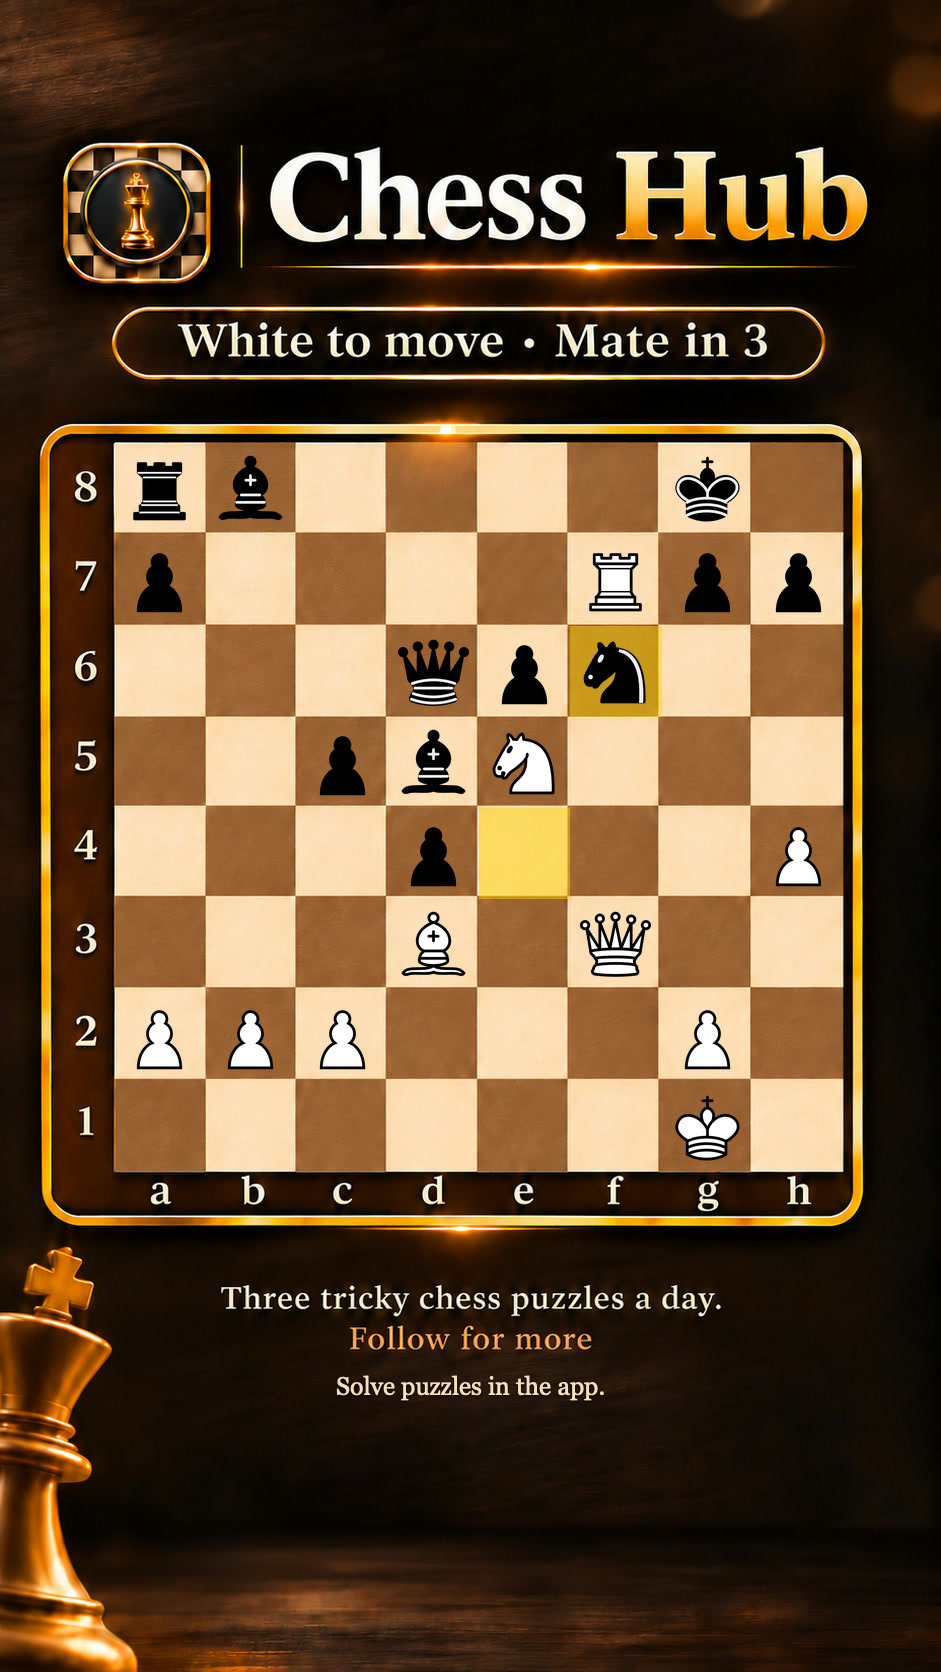 Chess Hub
White to move • Mate in 3
8
7
6
5
4
3
2
1
a b c d e f g h
Three tricky chess puzzles a day.
Follow for more
Solve puzzles in the app.